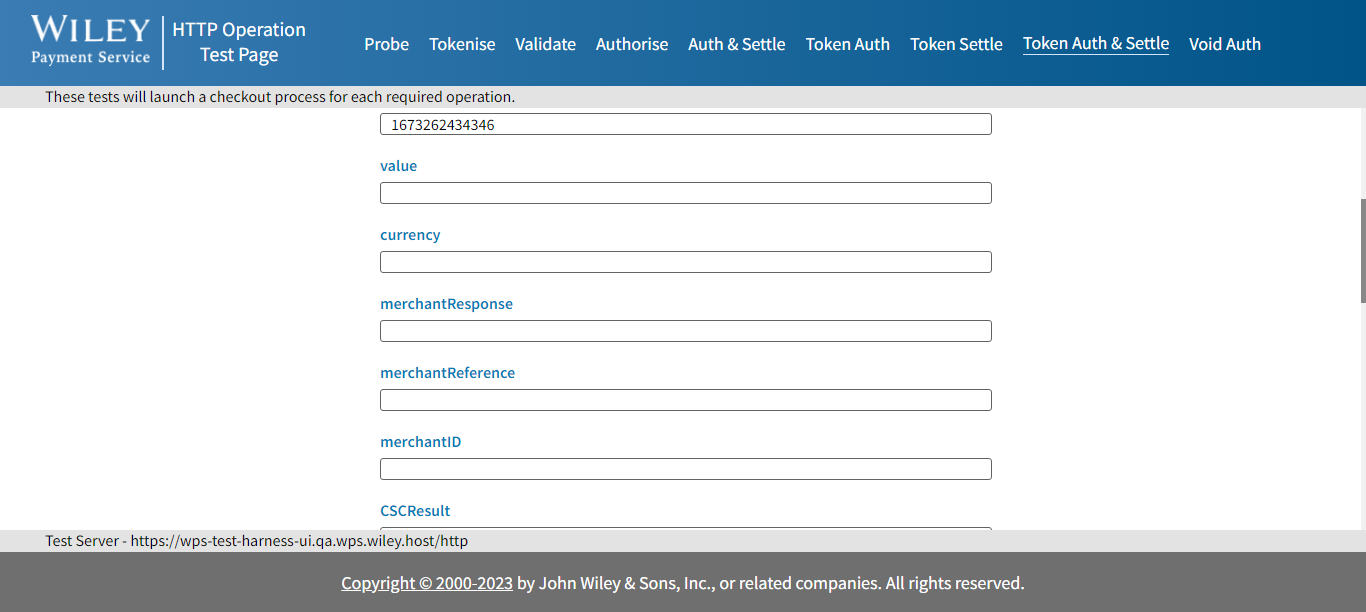 WILEY
Payment Service
HTTP Operation
Test Page
Probe Tokenise Validate Authorise Auth & Settle Token Auth Token Settle Token Auth & Settle Void Auth
These tests will launch a checkout process for each required operation.
1673262434346
value
currency
merchantResponse
merchantReference
merchantID
CSCResult
Test Server - https://wps-test-harness-ui.qa.wps.wiley.host/http
Copyright © 2000-2023 by John Wiley & Sons, Inc., or related companies. All rights reserved.